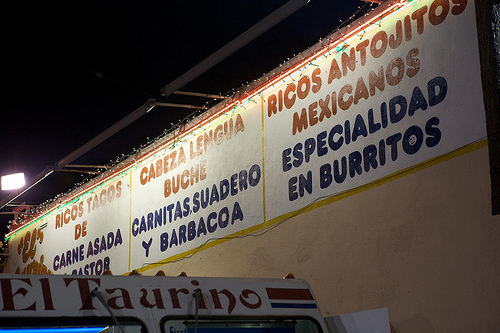 RICOS TACOS
DE
CARNE ASADA
PASTOR
CABEZA LENGUA
BUCHE
CARNITAS, SUADERO
Y BARBACOA
RICOS ANTOJITOS
MEXICANOS
ESPECIALIDAD
EN BURRITOS
El Taurino